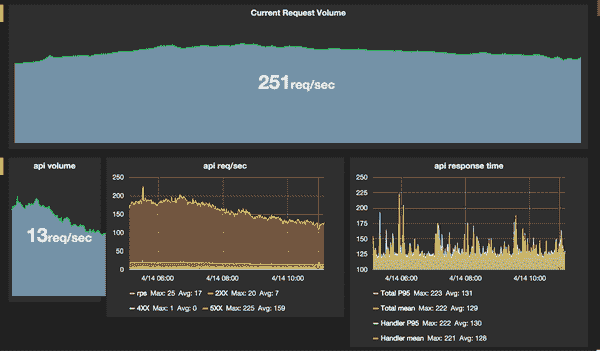 Current Request Volume
251req/sec
api volume
13req/sec
api req/sec
250
200
150
100
50
0
4/14 06:00 4/14 08:00 4/14 10:00
rps Max: 25 Avg: 17 2XX Max: 20 Avg: 7
4XX Max: 1 Avg: 0 5XX Max: 225 Avg: 159
api response time
250
225
200
175
150
125
100
4/14 06:00 4/14 08:00 4/14 10:00
Total P95 Max: 223 Avg: 131
Total mean Max: 222 Avg: 129
Handler P95 Max: 222 Avg: 130
Handler mean Max: 221 Avg: 128